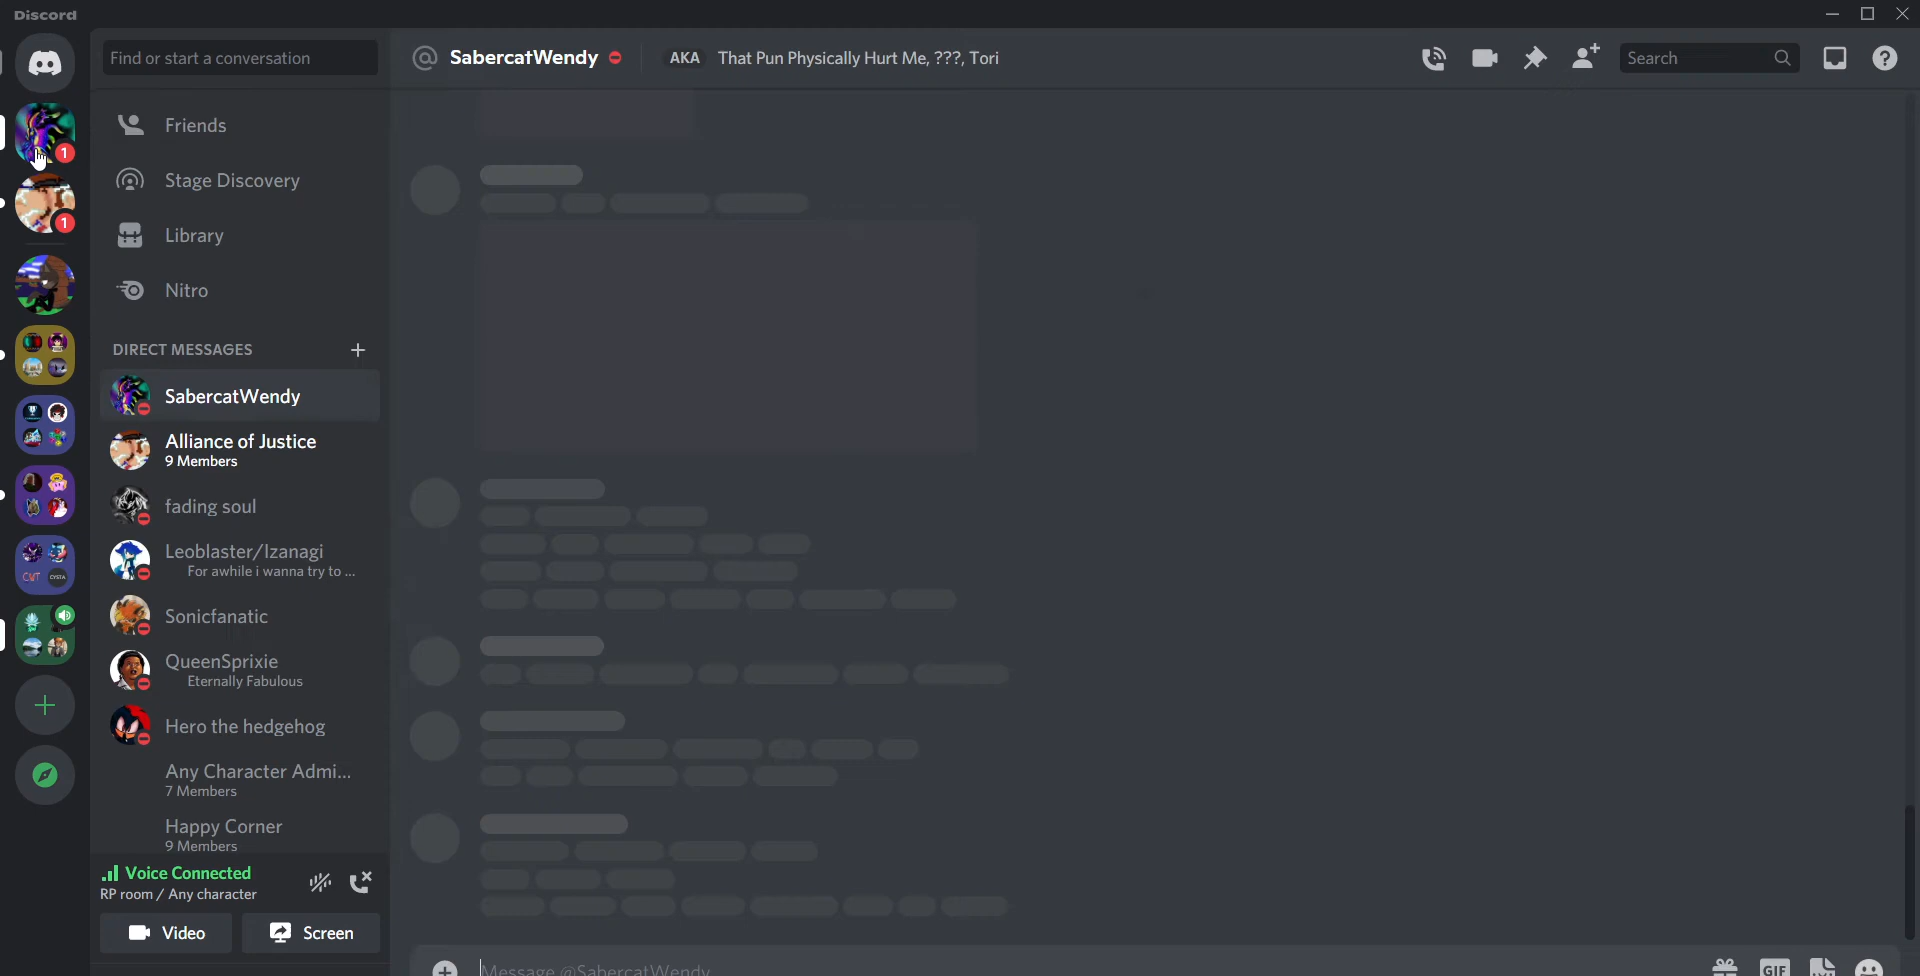 Discord
Find or start a conversation
SabercatWendy
AKA That Pun Physically Hurt Me, ???, Tori
Search
1
1
Friends
Stage Discovery
Library
Nitro
DIRECT MESSAGES
SabercatWendy
Alliance of Justice
9 Members
fading soul
Leoblaster/Izanagi
For awhile i wanna try to ...
Sonicfanatic
QueenSprixie
Eternally Fabulous
Hero the hedgehog
Any Character Admi...
7 Members
Happy Corner
9 Members
Voice Connected
RP room / Any character
Video
Screen
Message @SabercatWendy
GIF